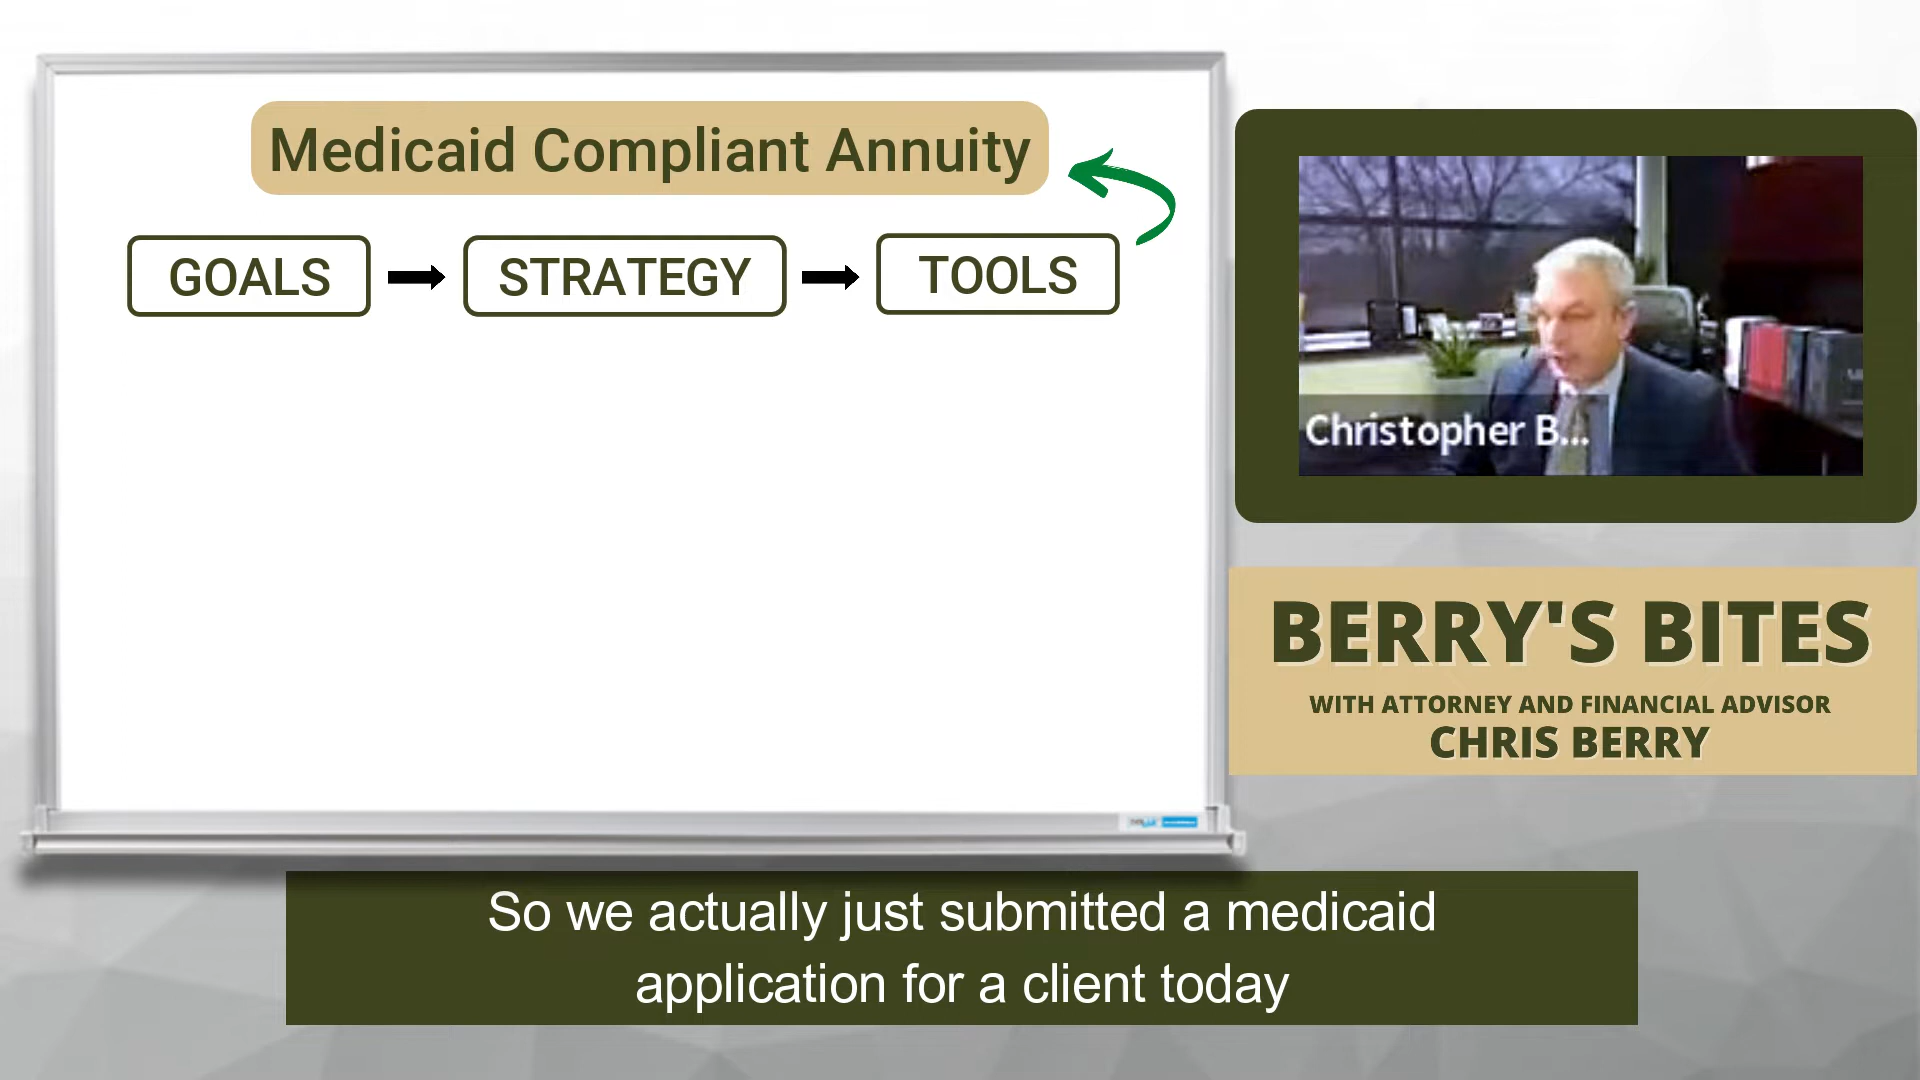 Medicaid Compliant Annuity
GOALS
STRATEGY
TOOLS
Christopher B...
BERRY'S BITES
WITH ATTORNEY AND FINANCIAL ADVISOR
CHRIS BERRY
So we actually just submitted a medicaid
application for a client today